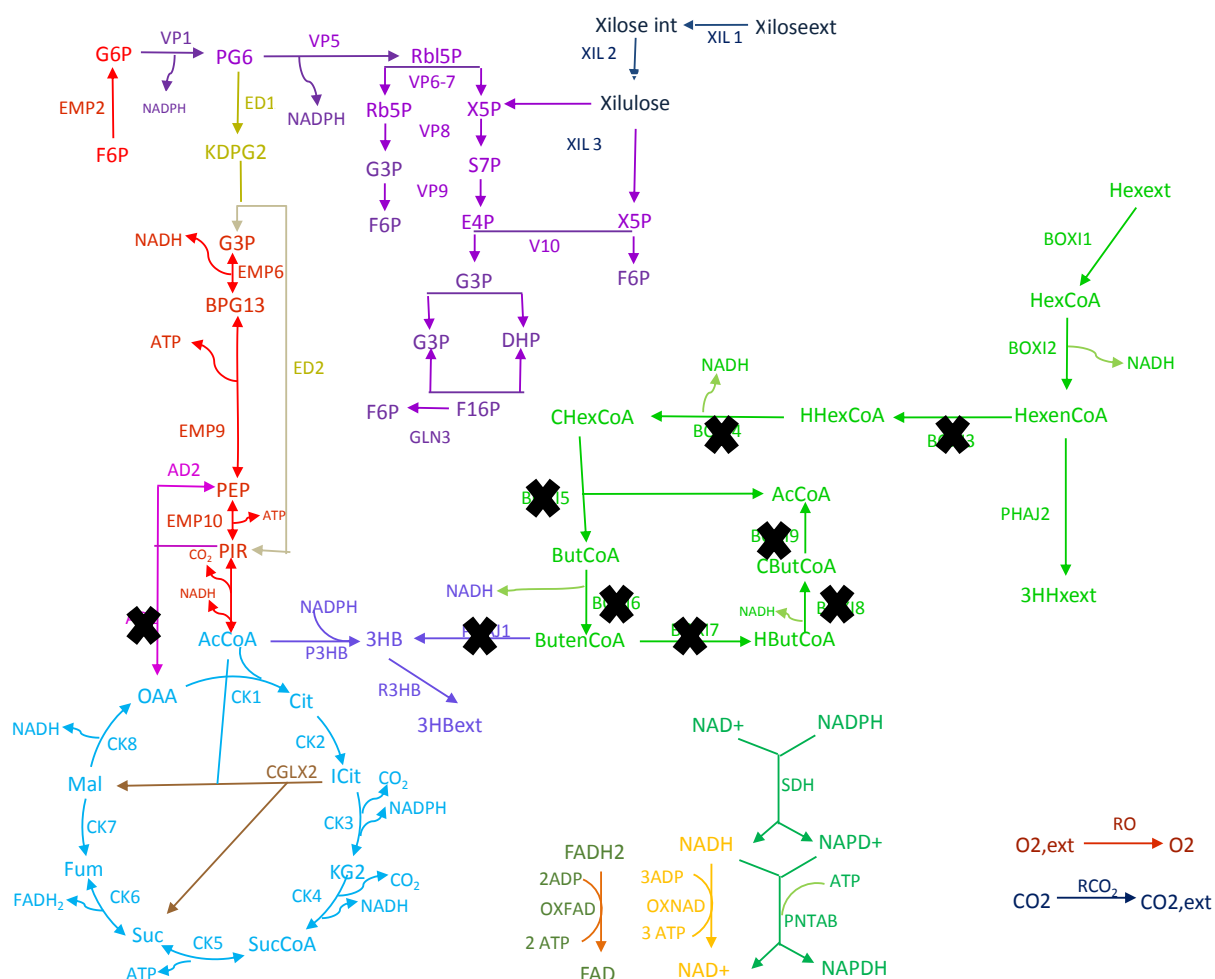 Xilose int
XIL 1
Xiloseext
G6P
VP1
PG6
VP5
Rbl5P
XIL 2
NADPH
NADPH
VP6-7
EMP2
ED1
Rb5P
X5P
Xilulose
F6P
KDPG2
VP8
XIL 3
G3P
S7P
VP9
F6P
E4P
X5P
V10
Hexext
NADH
G3P
EMP6
G3P
F6P
BOXI1
BPG13
HexCoA
ATP
ED2
G3P
DHP
BOXI2
NADH
NADH
F6P
F16P
GLN3
CHexCoA
HHexCoA
HexenCoA
EMP9
AD2
PEP
AcCoA
EMP10
ATP
PHAJ2
CO2
PIR
ButCoA
CButCoA
NADH
NADH
3HHxext
NADPH
NADH
AcCoA
P3HB
3HB
ButenCoA
HButCoA
R3HB
OAA
CK1
Cit
3HBext
NADH
CK8
CK2
NAD+
NADPH
Mal
CGLX2
ICit
CO2
SDH
NADPH
CK7
CK3
Fum
KG2
CO2
FADH2
NADH
NAPD+
O2,ext
RO
O2
FADH2
CK6
CK4
NADH
2ADP
3ADP
ATP
OXFAD
OXNAD
PNTAB
CO2
RCO2
CO2,ext
Suc
CK5
SucCoA
2 ATP
3 ATP
ATP
FAD
NAD+
NAPDH